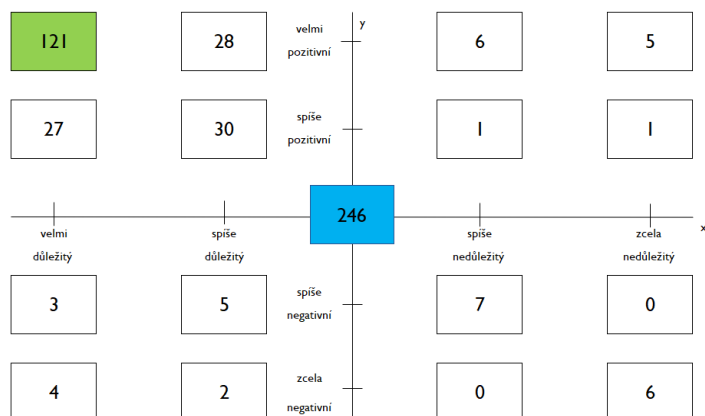 y
121 28 velmi pozitivní 6 5
27 30 spíše pozitivní 1 1
246
x
velmi důležitý
spíše důležitý
spíše nedůležitý
zcela nedůležitý
3 5 spíše negativní 7 0
4 2 zcela negativní 0 6